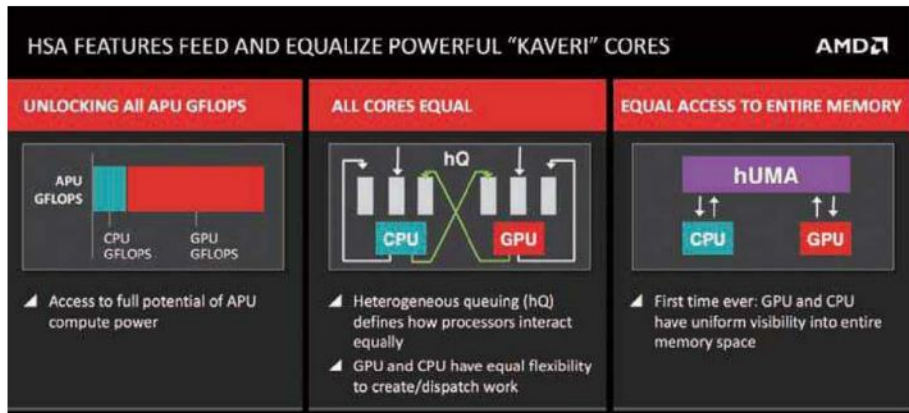 HSA FEATURES FEED AND EQUALIZE POWERFUL “KAVERI” CORES
AMD
UNLOCKING All APU GFLOPS
APU
GFLOPS
CPU
GFLOPS
GPU
GFLOPS
Access to full potential of APU
compute power
ALL CORES EQUAL
hQ
CPU
GPU
Heterogeneous queuing (hQ)
defines how processors interact
equally
GPU and CPU have equal flexibility
to create/dispatch work
EQUAL ACCESS TO ENTIRE MEMORY
hUMA
CPU
GPU
First time ever: GPU and CPU
have uniform visibility into entire
memory space